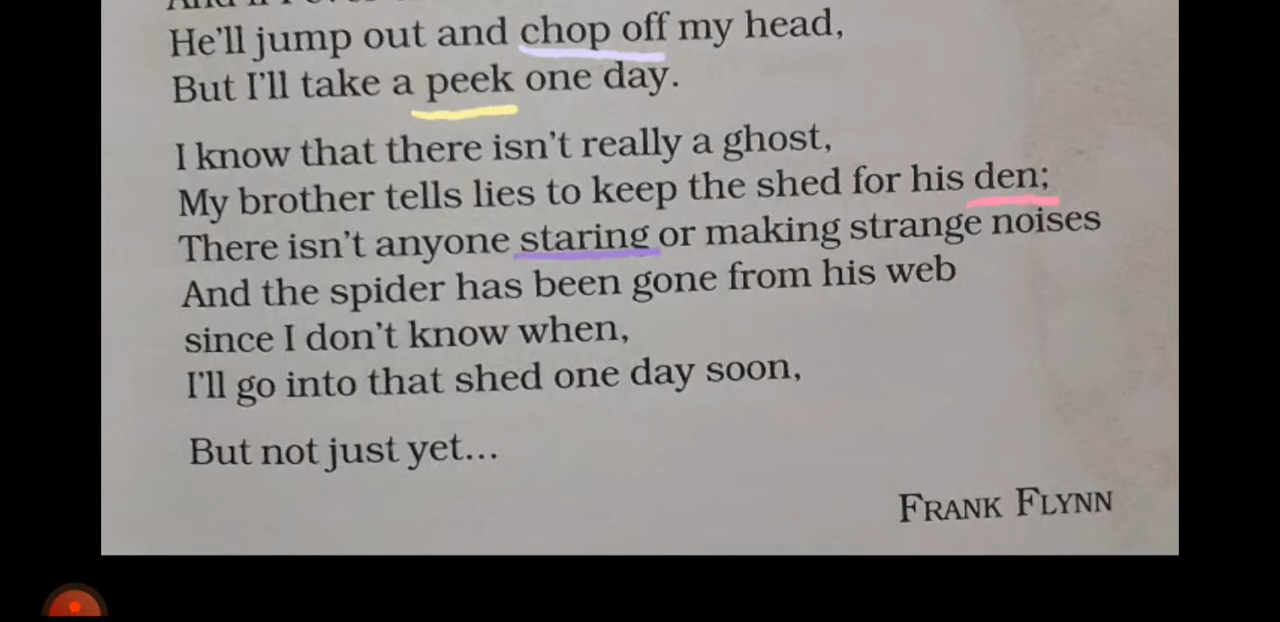 He'll jump out and chop off my head,
But I'll take a peek one day.
I know that there isn't really a ghost,
My brother tells lies to keep the shed for his den;
There isn't anyone staring or making strange noises
And the spider has been gone from his web
since I don't know when,
I'll go into that shed one day soon,
But not just yet...
FRANK FLYNN